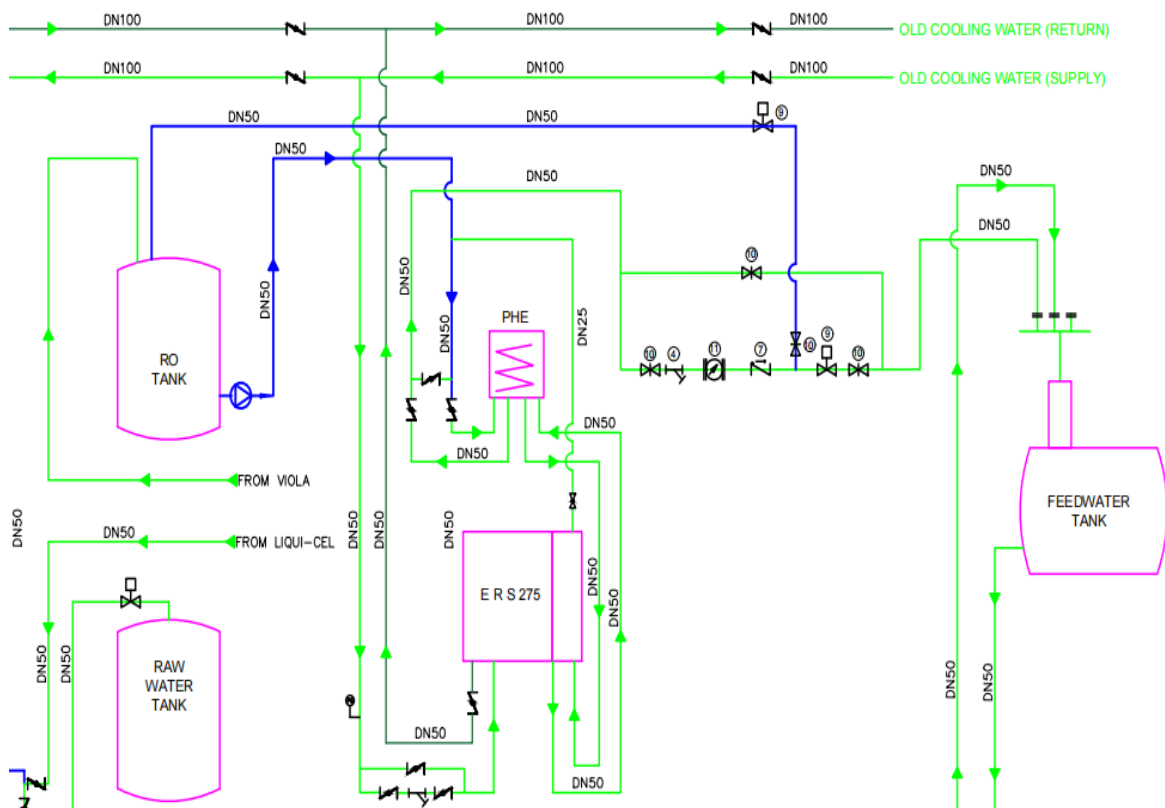 DN100
DN100
DN100
DN100
OLD COOLING WATER (RETURN)
DN100
DN100
DN100
DN100
OLD COOLING WATER (SUPPLY)
DN50
DN50
9
DN50
DN50
DN50
DN50
DN50
DN50
DN50
DN25
PHE
10
RO
TANK
10
4
11
7
10
9
10
DN50
DN50
FROM VIOLA
DN50
DN50
FROM LIQUI-CEL
DN50
DN50
DN50
E R S 275
DN50
DN50
FEEDWATER
TANK
DN50
DN50
RAW
WATER
TANK
DN50
DN50
DN50
DN50